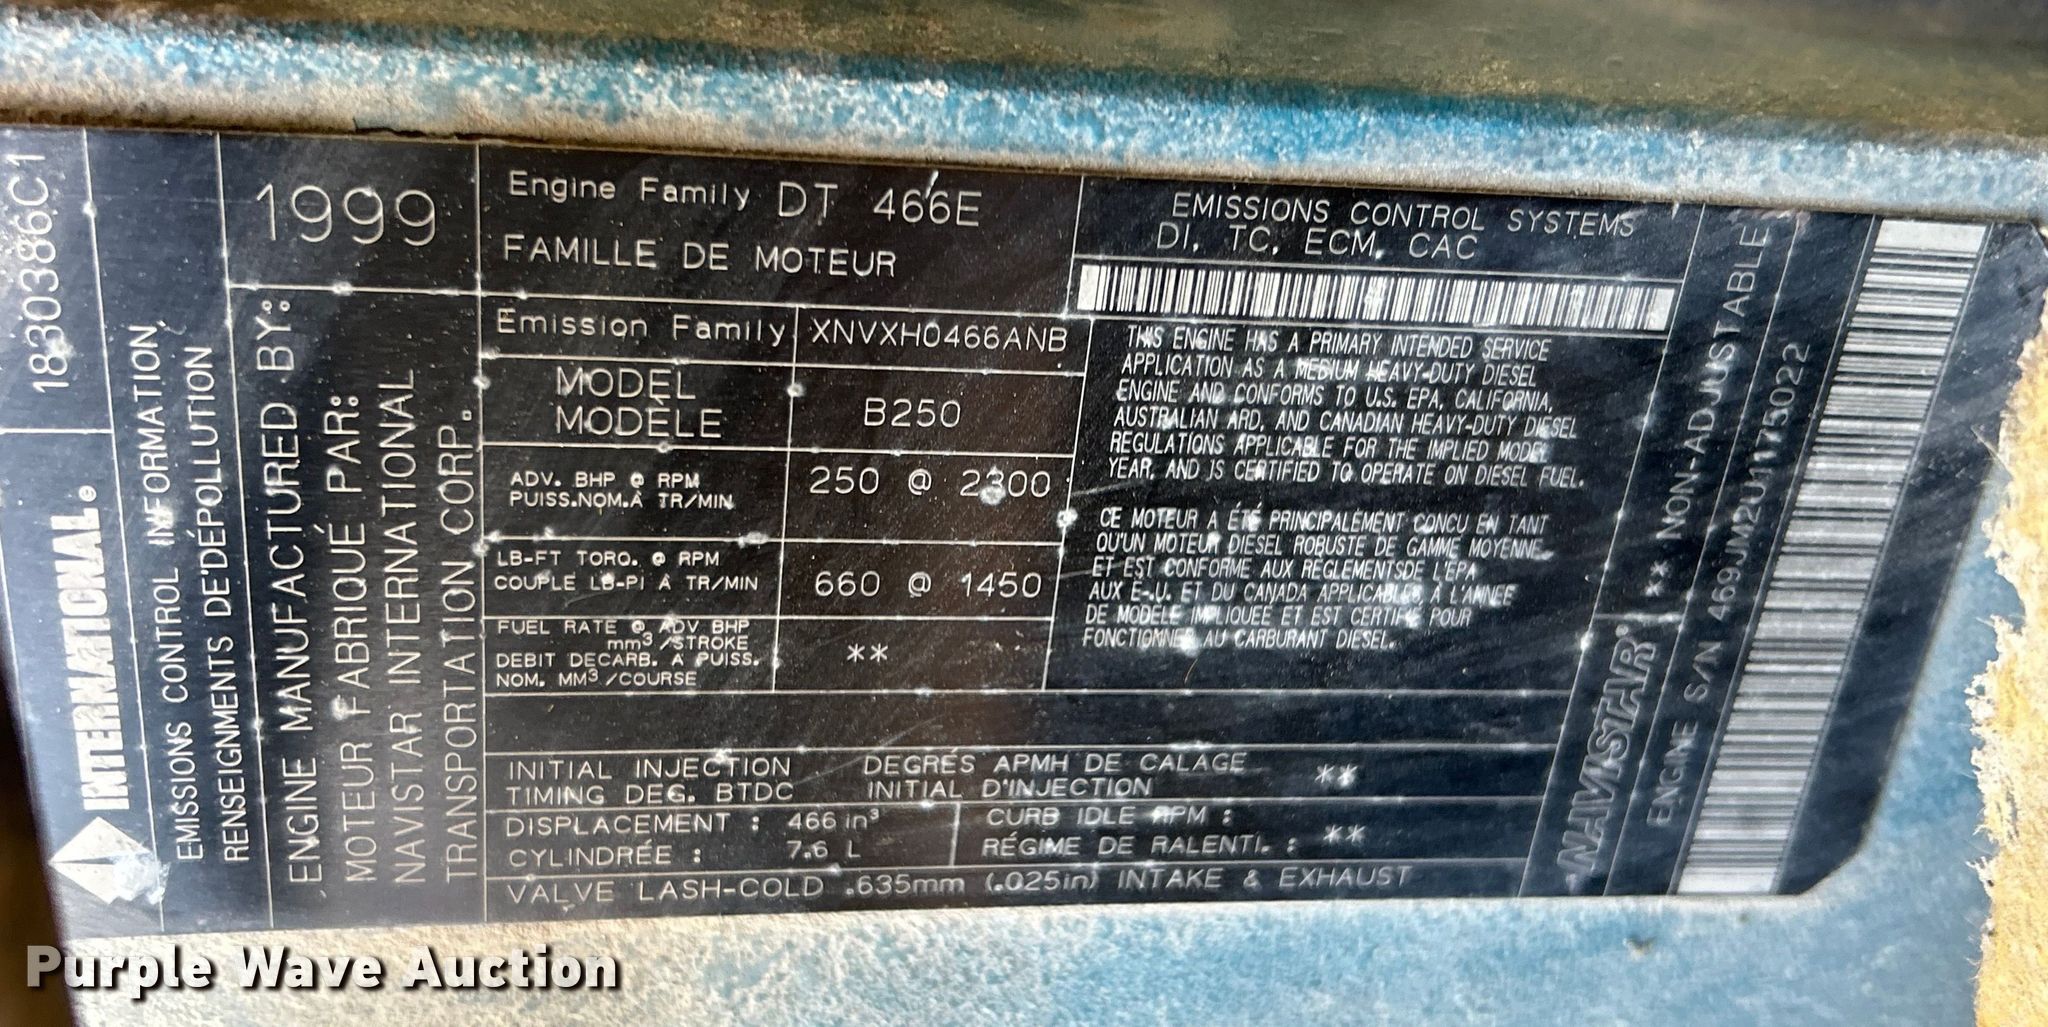 1830386C1
INTERNATIONAL®
EMISSIONS CONTROL INFORMATION
RENSEIGNMENTS DE'DÉPOLLUTION
1999
ENGINE MANUFACTURED BY:
MOTEUR FABRIQUÉ PAR:
NAVISTAR INTERNATIONAL
TRANSPORTATION CORP.
Engine Family DT 466E
FAMILLE DE MOTEUR
Emission Family XNVXH0466ANB
MODEL
MODÈLE
B250
ADV. BHP @ RPM
PUISS.NOM.À TR/MIN
250 @ 2300
LB-FT TORQ. @ RPM
COUPLE LB-PI À TR/MIN
660 @ 1450
FUEL RATE @ ADV BHP
mm³/STROKE
DEBIT DECARB. A PUISS.
NOM. MM³/COURSE
**
EMISSIONS CONTROL SYSTEMS
DI, TC, ECM, CAC
THIS ENGINE HAS A PRIMARY INTENDED SERVICE
APPLICATION AS A MEDIUM HEAVY-DUTY DIESEL
ENGINE AND CONFORMS TO U.S. EPA, CALIFORNIA,
AUSTRALIAN ARD, AND CANADIAN HEAVY-DUTY DIESEL
REGULATIONS APPLICABLE FOR THE IMPLIED MODEL
YEAR, AND IS CERTIFIED TO OPERATE ON DIESEL FUEL.
CE MOTEUR A ÉTÉ PRINCIPALEMENT CONCU EN TANT
QU'UN MOTEUR DIESEL ROBUSTE DE GAMME MOYENNE
ET EST CONFORME AUX REGLEMENTSDE L'EPA
AUX E.-U. ET DU CANADA APPLICABLES A L'ANNEE
DE MODELE IMPLIQUEE ET EST CERTIFIE POUR
FONCTIONNER AU CARBURANT DIESEL.
INITIAL INJECTION
TIMING DEG. BTDC
DEGRÉS APMH DE CALAGE
INITIAL D'INJECTION
**
DISPLACEMENT : 466 in³
CYLINDRÉE : 7.6 L
CURB IDLE RPM :
RÉGIME DE RALENTI. :
**
VALVE LASH-COLD .635mm (.025in) INTAKE & EXHAUST
NAVISTAR®
** NON-ADJUSTABLE
ENGINE S/N 469JM2U1175022
Purple Wave Auction